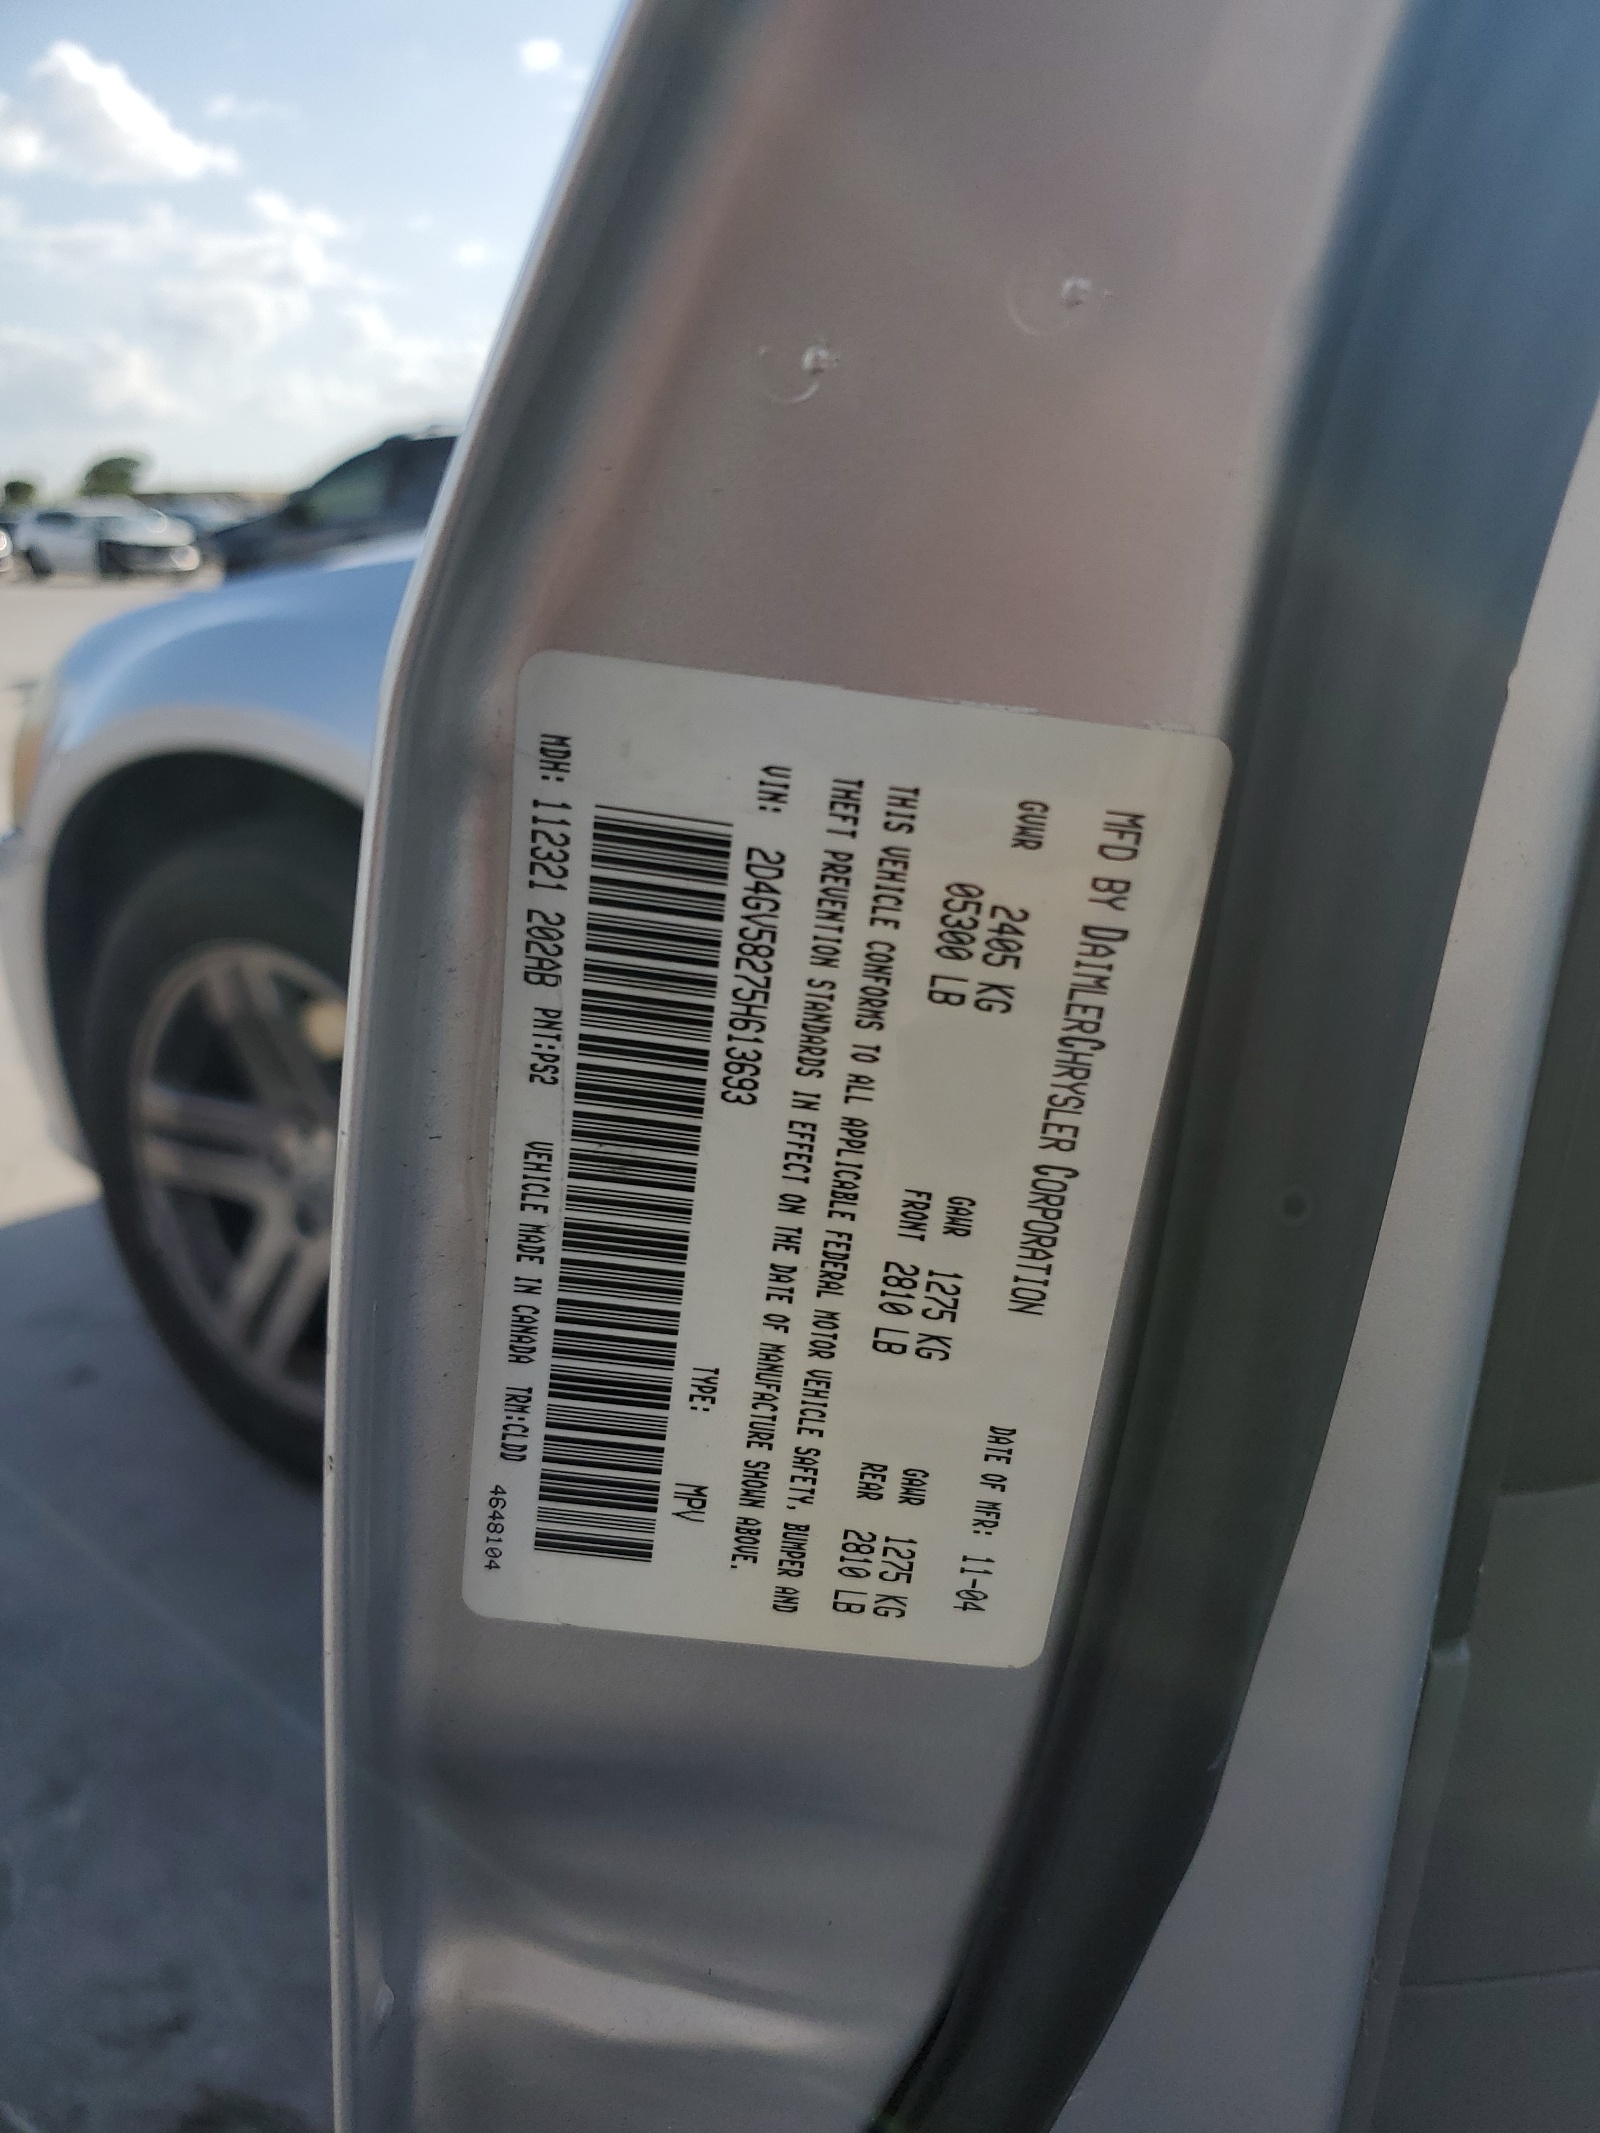 MFD BY DAIMLERCHRYSLER CORPORATION DATE OF MFR: 11-04
GVWR 2405 KG GAWR 1275 KG GAWR 1275 KG
05300 LB FRONT 2810 LB REAR 2810 LB
THIS VEHICLE CONFORMS TO ALL APPLICABLE FEDERAL MOTOR VEHICLE SAFETY, BUMPER AND
THEFT PREVENTION STANDARDS IN EFFECT ON THE DATE OF MANUFACTURE SHOWN ABOVE.
VIN: 2D4GV58275H613693 TYPE: MPV
MDH: 112321 202AB PNT:PS2 VEHICLE MADE IN CANADA TRM:CLDD 4648104